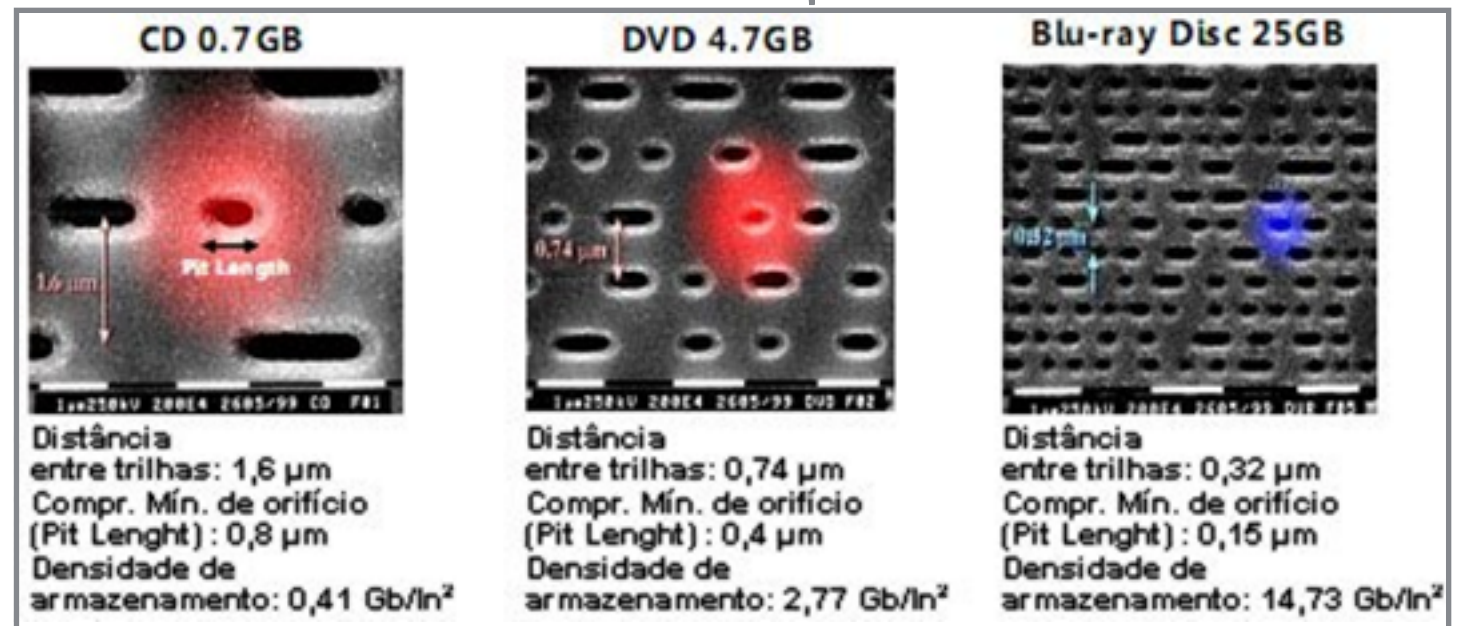 CD 0.7GB
1.6 µm
Pit Length
Distância
entre trilhas: 1,6 µm
Compr. Mín. de orifício
(Pit Lenght) : 0,8 µm
Densidade de
armazenamento: 0,41 Gb/In²
DVD 4.7GB
0.74 µm
Distância
entre trilhas: 0,74 µm
Compr. Mín. de orifício
(Pit Lenght) : 0,4 µm
Densidade de
armazenamento: 2,77 Gb/In²
Blu-ray Disc 25GB
0.32 µm
Distância
entre trilhas: 0,32 µm
Compr. Mín. de orifício
(Pit Lenght) : 0,15 µm
Densidade de
armazenamento: 14,73 Gb/In²